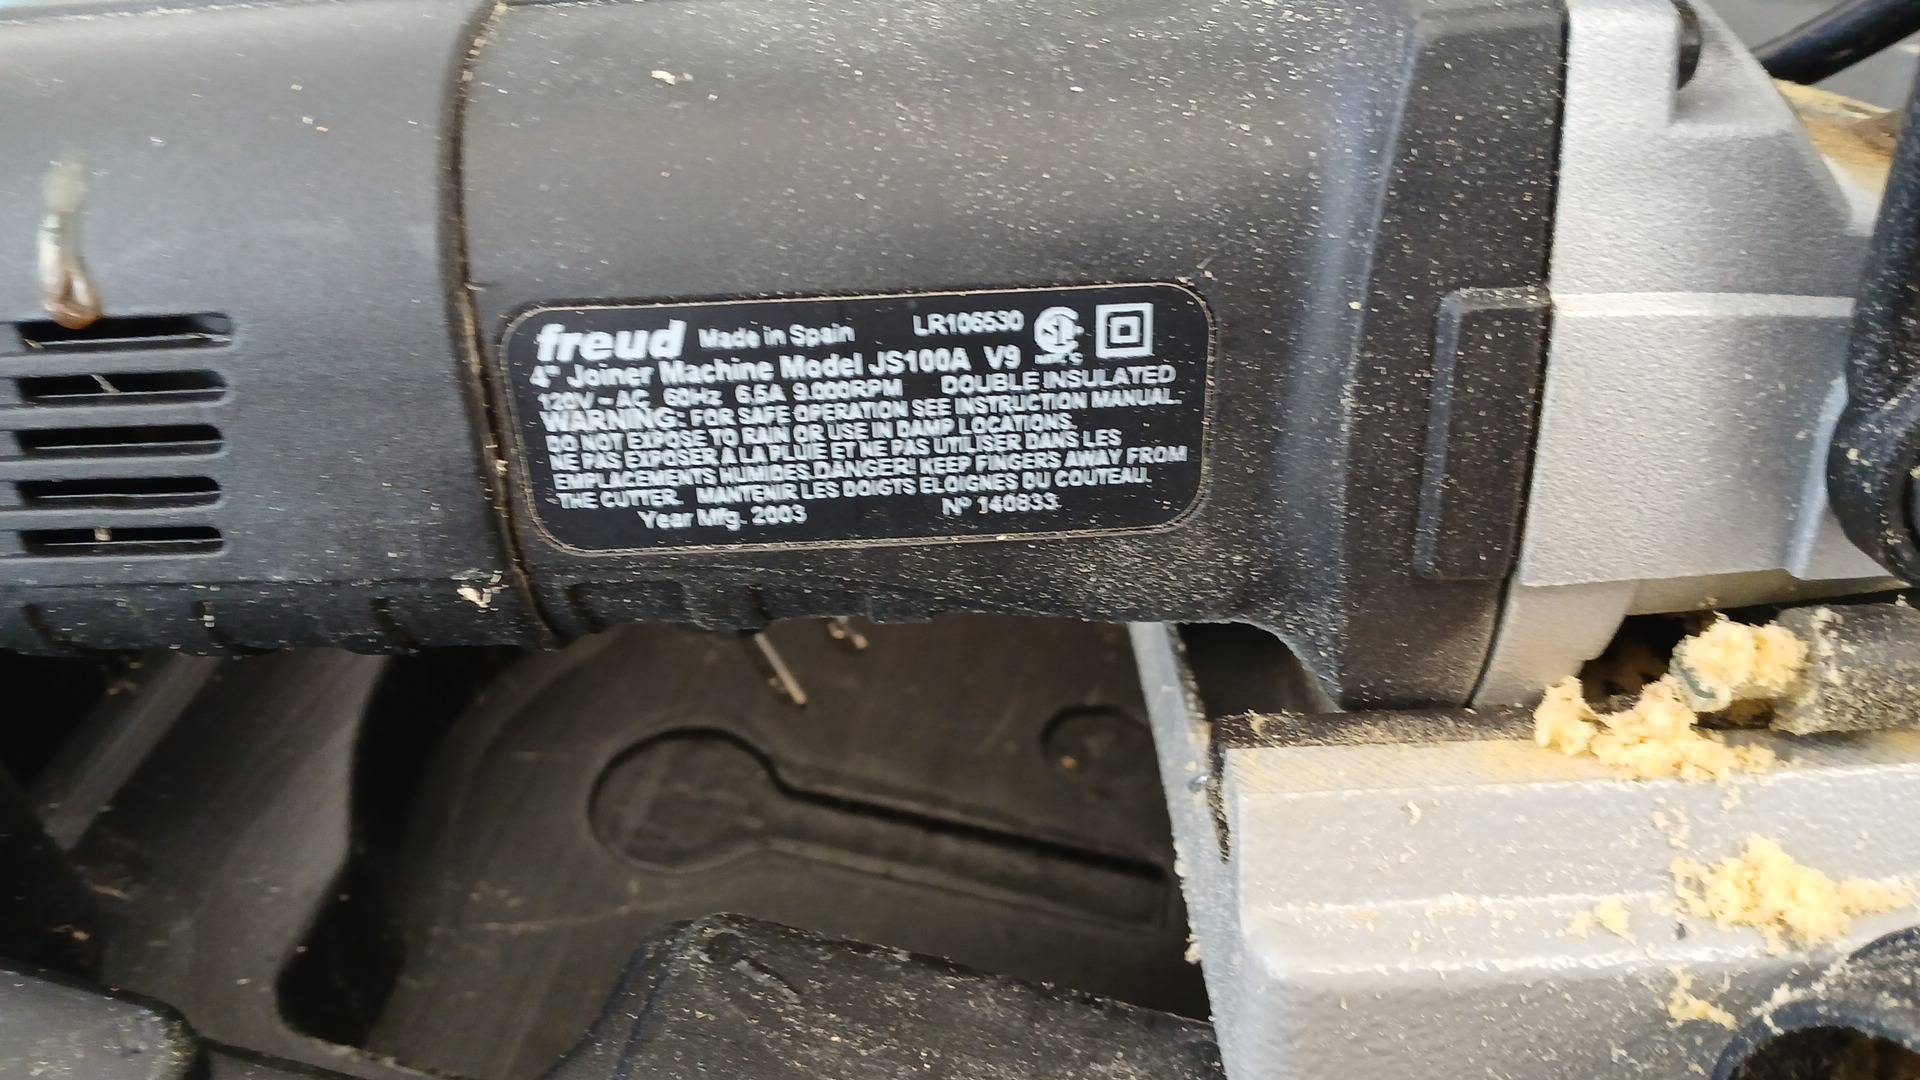 freud Made in Spain LR106530
4" Joiner Machine Model JS100A V9
120V ~ AC 60Hz 6.5A 9.000RPM DOUBLE INSULATED
WARNING: FOR SAFE OPERATION SEE INSTRUCTION MANUAL.
DO NOT EXPOSE TO RAIN OR USE IN DAMP LOCATIONS.
NE PAS EXPOSER A LA PLUIE ET NE PAS UTILISER DANS LES
EMPLACEMENTS HUMIDES.DANGER! KEEP FINGERS AWAY FROM
THE CUTTER. MANTENIR LES DOIGTS ELOIGNES DU COUTEAU.
Year Mfg. 2003 Nº 140833